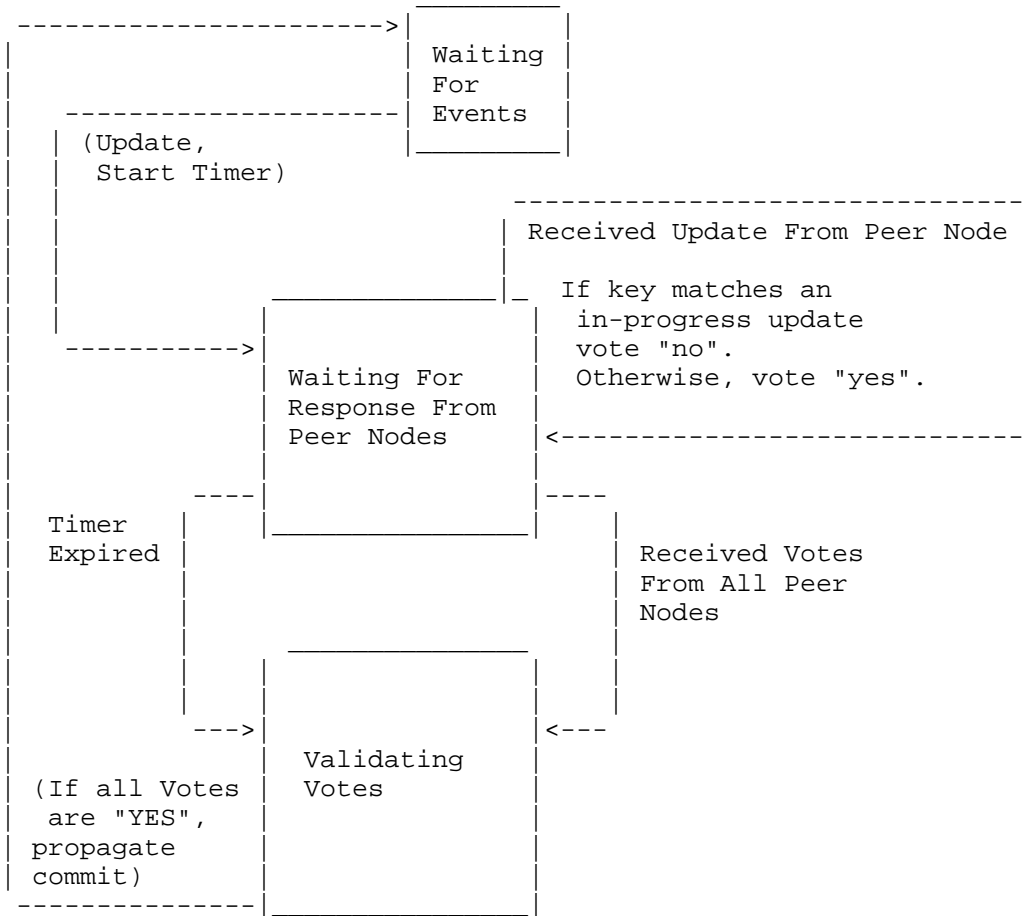 Waiting
For
Events
(Update,
Start Timer)
Received Update From Peer Node
If key matches an
in-progress update
vote "no".
Otherwise, vote "yes".
Waiting For
Response From
Peer Nodes
Timer
Expired
Received Votes
From All Peer
Nodes
Validating
Votes
(If all Votes
are "YES",
propagate
commit)